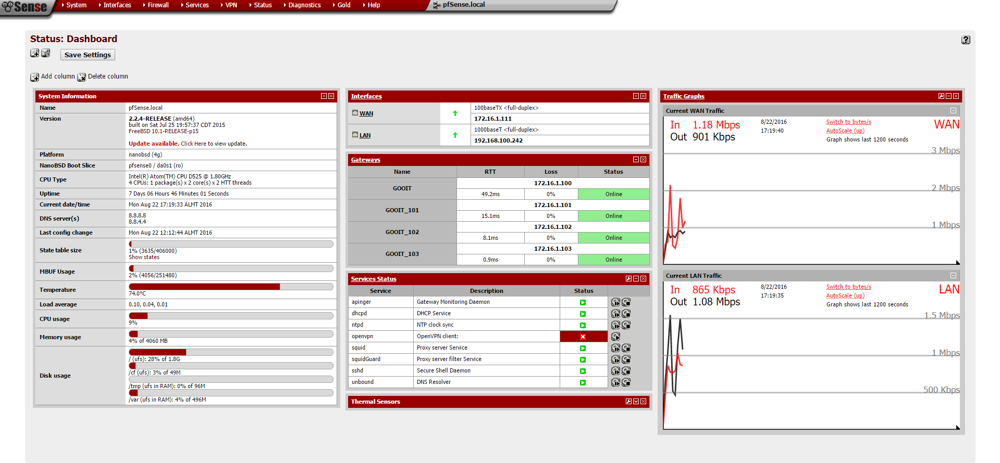 Sense
System
Interfaces
Firewall
Services
VPN
Status
Diagnostics
Gold
Help
pfSense.local
Status: Dashboard
Save Settings
Add column
Delete column
System Information
Name pfSense.local
Version 2.2.4-RELEASE (amd64)
built on Sat Jul 25 19:57:37 CDT 2015
FreeBSD 10.1-RELEASE-p15
Update available. Click Here to view update.
Platform nanobsd (4g)
NanoBSD Boot Slice pfsense0 / da0s1 (ro)
CPU Type Intel(R) Atom(TM) CPU D525 @ 1.80GHz
4 CPUs: 1 package(s) x 2 core(s) x 2 HTT threads
Uptime 7 Days 06 Hours 46 Minutes 01 Seconds
Current date/time Mon Aug 22 17:19:33 ALMT 2016
DNS server(s) 8.8.8.8
8.8.4.4
Last config change Mon Aug 22 12:12:44 ALMT 2016
State table size 1% (3635/406000)
Show states
MBUF Usage 2% (4056/251480)
Temperature 74.0°C
Load average 0.10, 0.04, 0.01
CPU usage 9%
Memory usage 4% of 4060 MB
Disk usage / (ufs): 28% of 1.8G
/cf (ufs): 3% of 49M
/tmp (ufs in RAM): 0% of 96M
/var (ufs in RAM): 4% of 496M
Interfaces
WAN 100baseTX <full-duplex>
172.16.1.111
LAN 1000baseT <full-duplex>
192.168.100.242
Gateways
Name RTT Loss Status
GOOIT 172.16.1.100
49.2ms 0% Online
GOOIT_101 172.16.1.101
15.1ms 0% Online
GOOIT_102 172.16.1.102
8.1ms 0% Online
GOOIT_103 172.16.1.103
0.9ms 0% Online
Services Status
Service Description Status
apinger Gateway Monitoring Daemon
dhcpd DHCP Service
ntpd NTP clock sync
openvpn OpenVPN client:
squid Proxy server Service
squidGuard Proxy server filter Service
sshd Secure Shell Daemon
unbound DNS Resolver
Thermal Sensors
Traffic Graphs
Current WAN Traffic
In 1.18 Mbps 8/22/2016 Switch to bytes/s WAN
Out 901 Kbps 17:19:40 AutoScale (up)
Graph shows last 1200 seconds
3 Mbps
2 Mbps
1 Mbps
Current LAN Traffic
In 865 Kbps 8/22/2016 Switch to bytes/s LAN
Out 1.08 Mbps 17:19:35 AutoScale (up)
Graph shows last 1200 seconds
1.5 Mbps
1 Mbps
500 Kbps